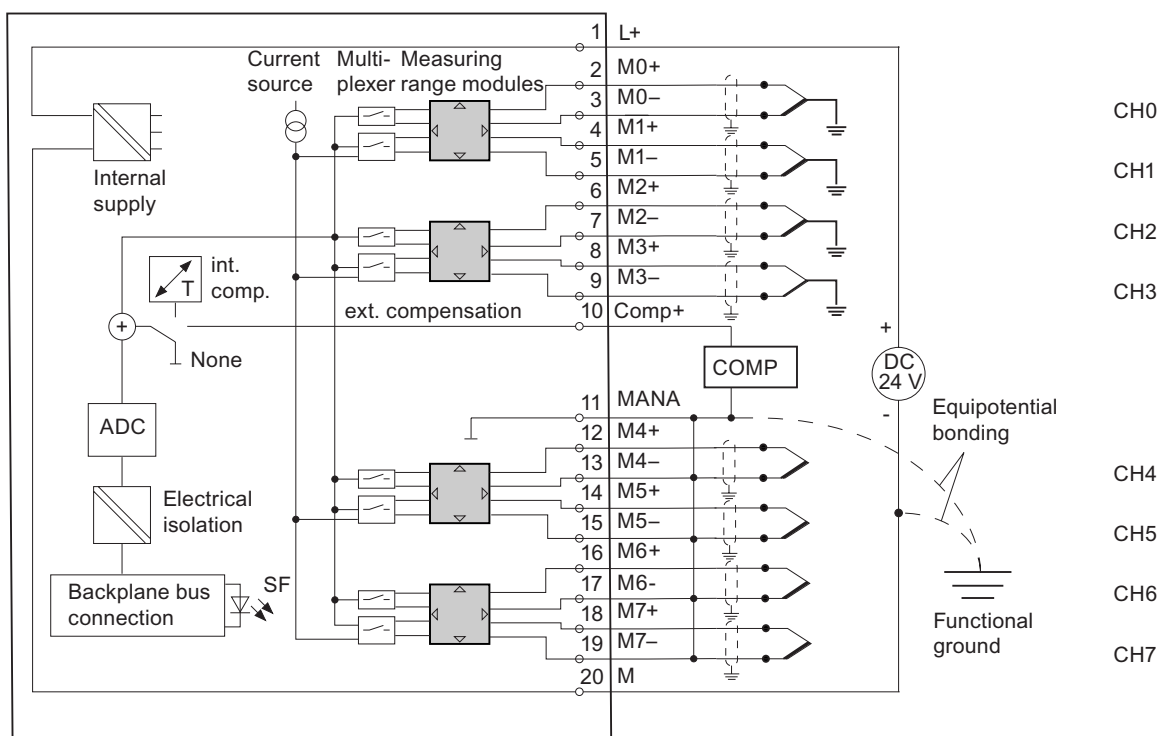 1 L+
Current source
Multi-plexer
Measuring range modules
2 M0+
3 M0–
CH0
4 M1+
5 M1–
CH1
Internal supply
6 M2+
7 M2–
CH2
8 M3+
9 M3–
CH3
T
int. comp.
ext. compensation
10 Comp+
+
None
COMP
+
DC 24 V
-
11 MANA
Equipotential bonding
ADC
12 M4+
13 M4–
CH4
Electrical isolation
14 M5+
15 M5–
CH5
16 M6+
17 M6-
CH6
Backplane bus connection
SF
18 M7+
19 M7–
CH7
Functional ground
20 M